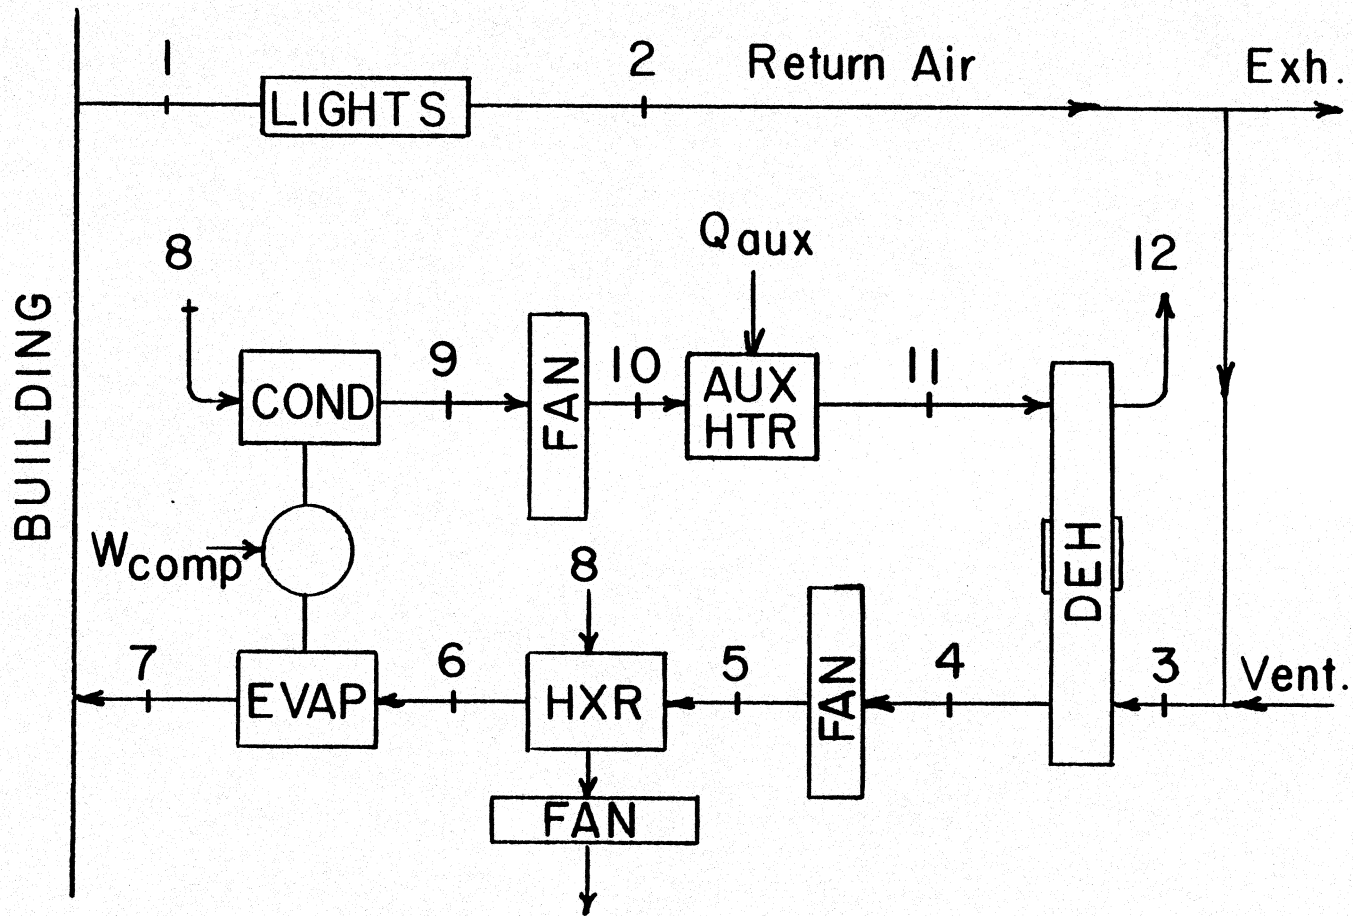 1
2
Return Air
Exh.
LIGHTS
Qaux
8
12
BUILDING
9
10
11
COND
FAN
AUX
HTR
Wcomp
8
DEH
7
6
5
4
3
Vent.
EVAP
HXR
FAN
FAN